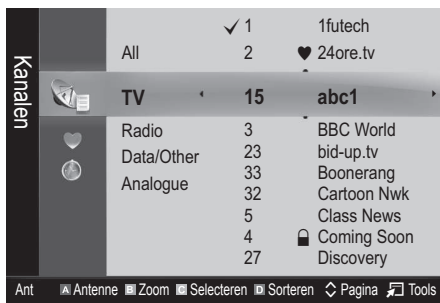 Kanalen
1 1futech
All 2 24ore.tv
TV 15 abc1
Radio 3 BBC World
Data/Other 23 bid-up.tv
Analogue 33 Boonerang
32 Cartoon Nwk
5 Class News
4 Coming Soon
27 Discovery
Ant A Antenne B Zoom C Selecteren D Sorteren Pagina Tools